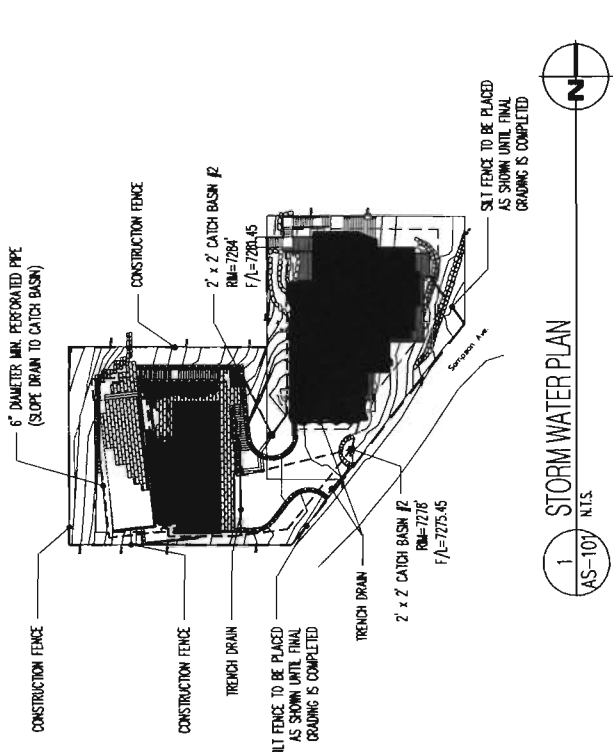 6" DIAMETER MIN. PERFORATED PIPE
(SLOPE DRAIN TO CATCH BASIN)
CONSTRUCTION FENCE
CONSTRUCTION FENCE
2' x 2' CATCH BASIN #2
RIM=7284'
F/L=7281.45
CONSTRUCTION FENCE
TRENCH DRAIN
SILT FENCE TO BE PLACED
AS SHOWN UNTIL FINAL
GRADING IS COMPLETED
SILT FENCE TO BE PLACED
AS SHOWN UNTIL FINAL
GRADING IS COMPLETED
Sampson Ave.
TRENCH DRAIN
2' x 2' CATCH BASIN #2
RIM=7278'
F/L=7275.45
1
AS-101
STORM WATER PLAN
N.T.S.
N